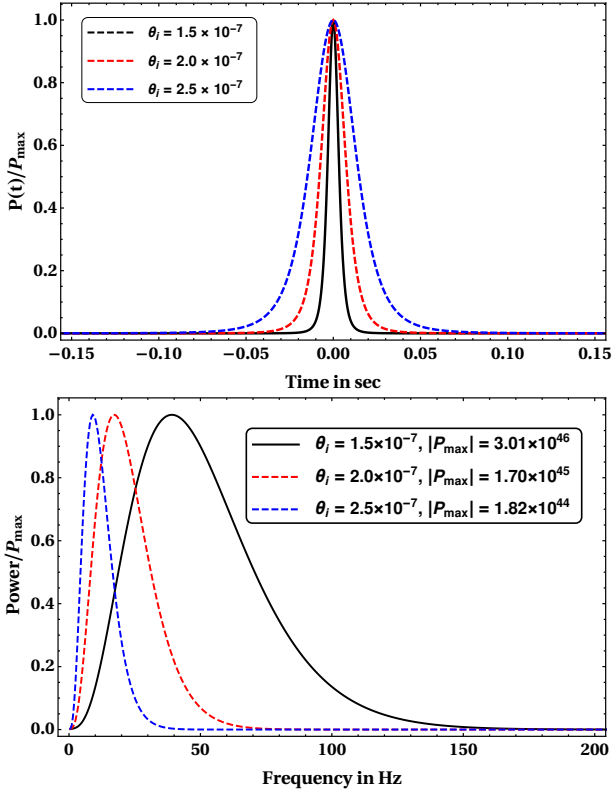 θi = 1.5 × 10-7
θi = 2.0 × 10-7
θi = 2.5 × 10-7
P(t)/Pmax
1.0
0.8
0.6
0.4
0.2
0.0
-0.15 -0.10 -0.05 0.00 0.05 0.10 0.15
Time in sec
θi = 1.5×10-7, |Pmax| = 3.01×1046
θi = 2.0×10-7, |Pmax| = 1.70×1045
θi = 2.5×10-7, |Pmax| = 1.82×1044
Power/Pmax
1.0
0.8
0.6
0.4
0.2
0.0
0 50 100 150 200
Frequency in Hz